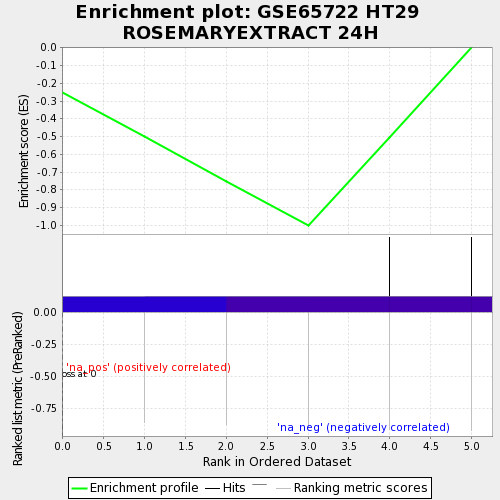 Enrichment plot: GSE65722 HT29
ROSEMARYEXTRACT 24H
Enrichment score (ES)
0.0
-0.1
-0.2
-0.3
-0.4
-0.5
-0.6
-0.7
-0.8
-0.9
-1.0
Ranked list metric (PreRanked)
0.00
-0.25
-0.50
-0.75
'na_pos' (positively correlated)
oss at 0
'na_neg' (negatively correlated)
0.0 0.5 1.0 1.5 2.0 2.5 3.0 3.5 4.0 4.5 5.0
Rank in Ordered Dataset
Enrichment profile Hits Ranking metric scores